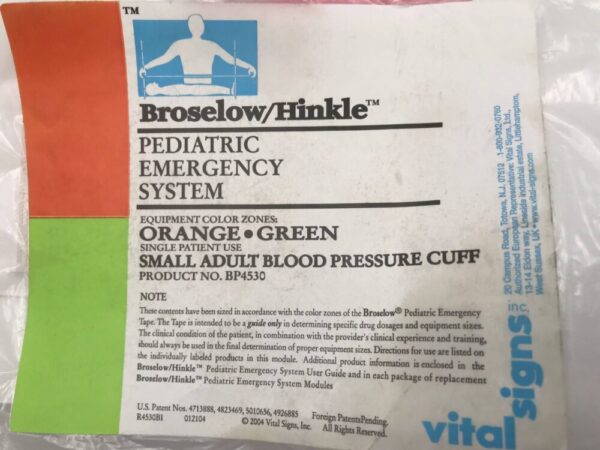 ™
Broselow/Hinkle™
PEDIATRIC
EMERGENCY
SYSTEM
EQUIPMENT COLOR ZONES:
ORANGE • GREEN
SINGLE PATIENT USE
SMALL ADULT BLOOD PRESSURE CUFF
PRODUCT NO. BP4530
NOTE
These contents have been sized in accordance with the color zones of the Broselow® Pediatric Emergency
Tape. The Tape is intended to be a guide only in determining specific drug dosages and equipment sizes.
The clinical condition of the patient, in combination with the provider's clinical experience and training,
should always be used in the final determination of proper equipment sizes. Directions for use are listed on
the individually labeled products in this module. Additional product information is enclosed in the
Broselow/Hinkle™ Pediatric Emergency System User Guide and in each package of replacement
Broselow/Hinkle™ Pediatric Emergency System Modules
U.S. Patent Nos. 4713888, 4823469, 5010656, 4926885 Foreign PatentsPending.
R4530BI 012104 © 2004 Vital Signs, Inc. All Rights Reserved.
vital signs INC.
20 Campus Road, Totowa, N.J. 07512 1-800-932-0760
Authorised European Representative: Vital Signs, Ltd.,
13-14 Eldon way, Lineside industrial estate, Littlehampton,
West Sussex, UK • www.vital-signs.com